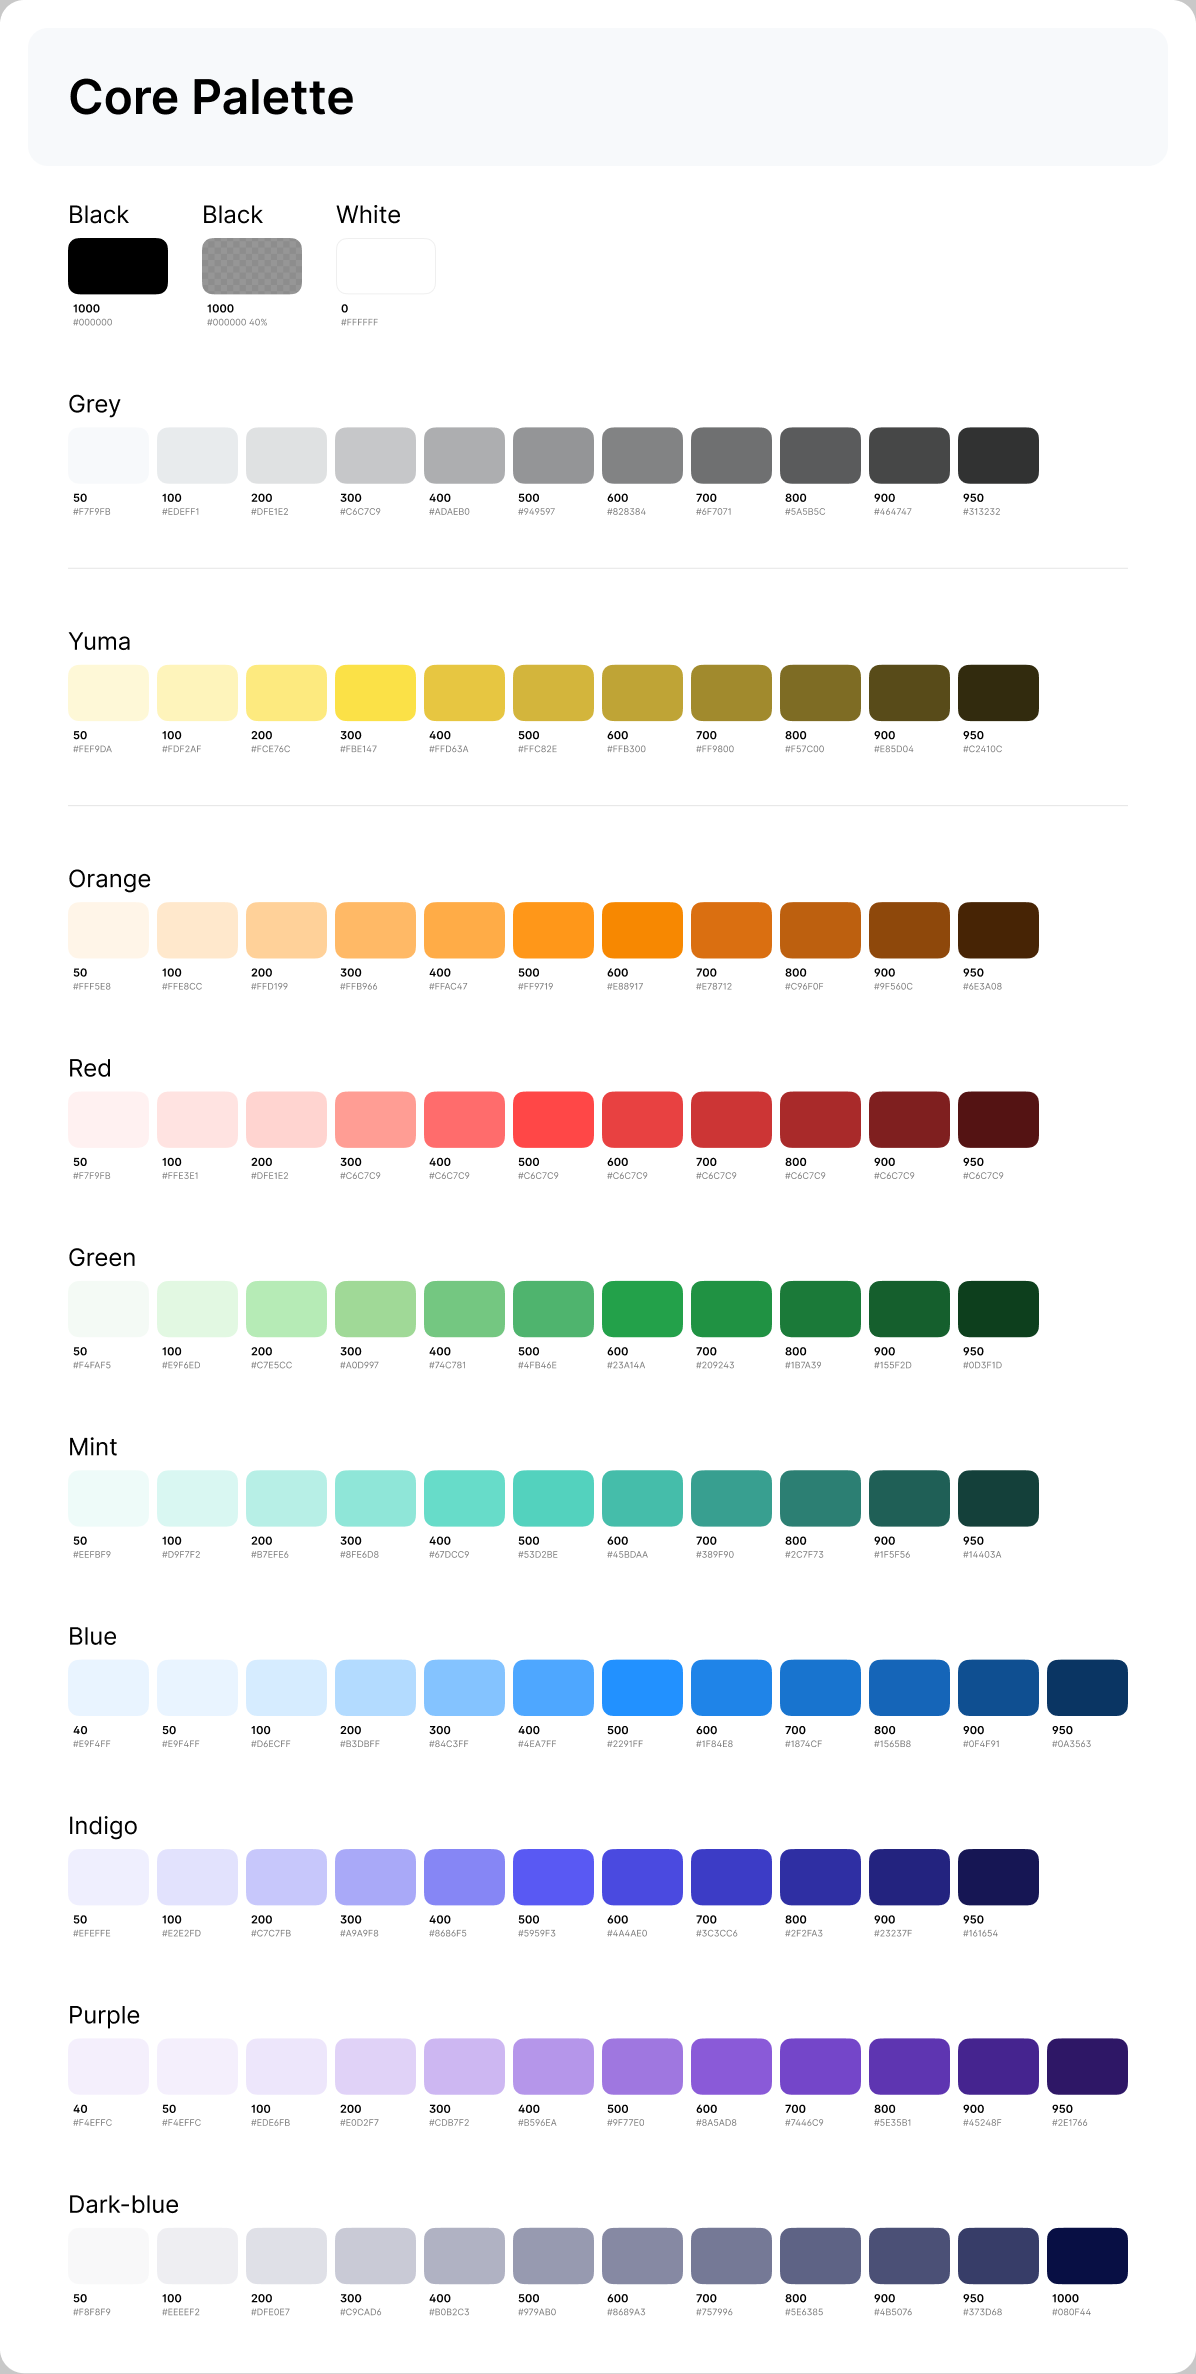 Core Palette
Black Black White
1000 1000 0
#000000 #000000 40% #FFFFFF
Grey
50 100 200 300 400 500 600 700 800 900 950
#F7F9FB #EDEFF1 #DFE1E2 #C6C7C9 #ADAEB0 #949597 #828384 #6F7071 #5A5B5C #464747 #313232
Yuma
50 100 200 300 400 500 600 700 800 900 950
#FEF9DA #FDF2AF #FCE76C #FBE147 #FFD63A #FFC82E #FFB300 #FF9800 #F57C00 #E85D04 #C2410C
Orange
50 100 200 300 400 500 600 700 800 900 950
#FFF5E8 #FFE8CC #FFD199 #FFB966 #FFAC47 #FF9719 #E88917 #E78712 #C96F0F #9F560C #6E3A08
Red
50 100 200 300 400 500 600 700 800 900 950
#F7F9FB #FFE3E1 #DFE1E2 #C6C7C9 #C6C7C9 #C6C7C9 #C6C7C9 #C6C7C9 #C6C7C9 #C6C7C9 #C6C7C9
Green
50 100 200 300 400 500 600 700 800 900 950
#F4FAF5 #E9F6ED #C7E5CC #A0D997 #74C781 #4FB46E #23A14A #209243 #1B7A39 #155F2D #0D3F1D
Mint
50 100 200 300 400 500 600 700 800 900 950
#EEFBF9 #D9F7F2 #B7EFE6 #8FE6D8 #67DCC9 #53D2BE #45BDAA #389F90 #2C7F73 #1F5F56 #14403A
Blue
40 50 100 200 300 400 500 600 700 800 900 950
#E9F4FF #E9F4FF #D6ECFF #B3DBFF #84C3FF #4EA7FF #2291FF #1F84E8 #1874CF #1565B8 #0F4F91 #0A3563
Indigo
50 100 200 300 400 500 600 700 800 900 950
#EFEFFE #E2E2FD #C7C7FB #A9A9F8 #8686F5 #5959F3 #4A4AE0 #3C3CC6 #2F2FA3 #23237F #161654
Purple
40 50 100 200 300 400 500 600 700 800 900 950
#F4EFFC #F4EFFC #EDE6FB #E0D2F7 #CDB7F2 #B596EA #9F77E0 #8A5AD8 #7446C9 #5E35B1 #45248F #2E1766
Dark-blue
50 100 200 300 400 500 600 700 800 900 950 1000
#F8F8F9 #EEEEF2 #DFE0E7 #C9CAD6 #B0B2C3 #979AB0 #8689A3 #757996 #5E6385 #4B5076 #373D68 #080F44